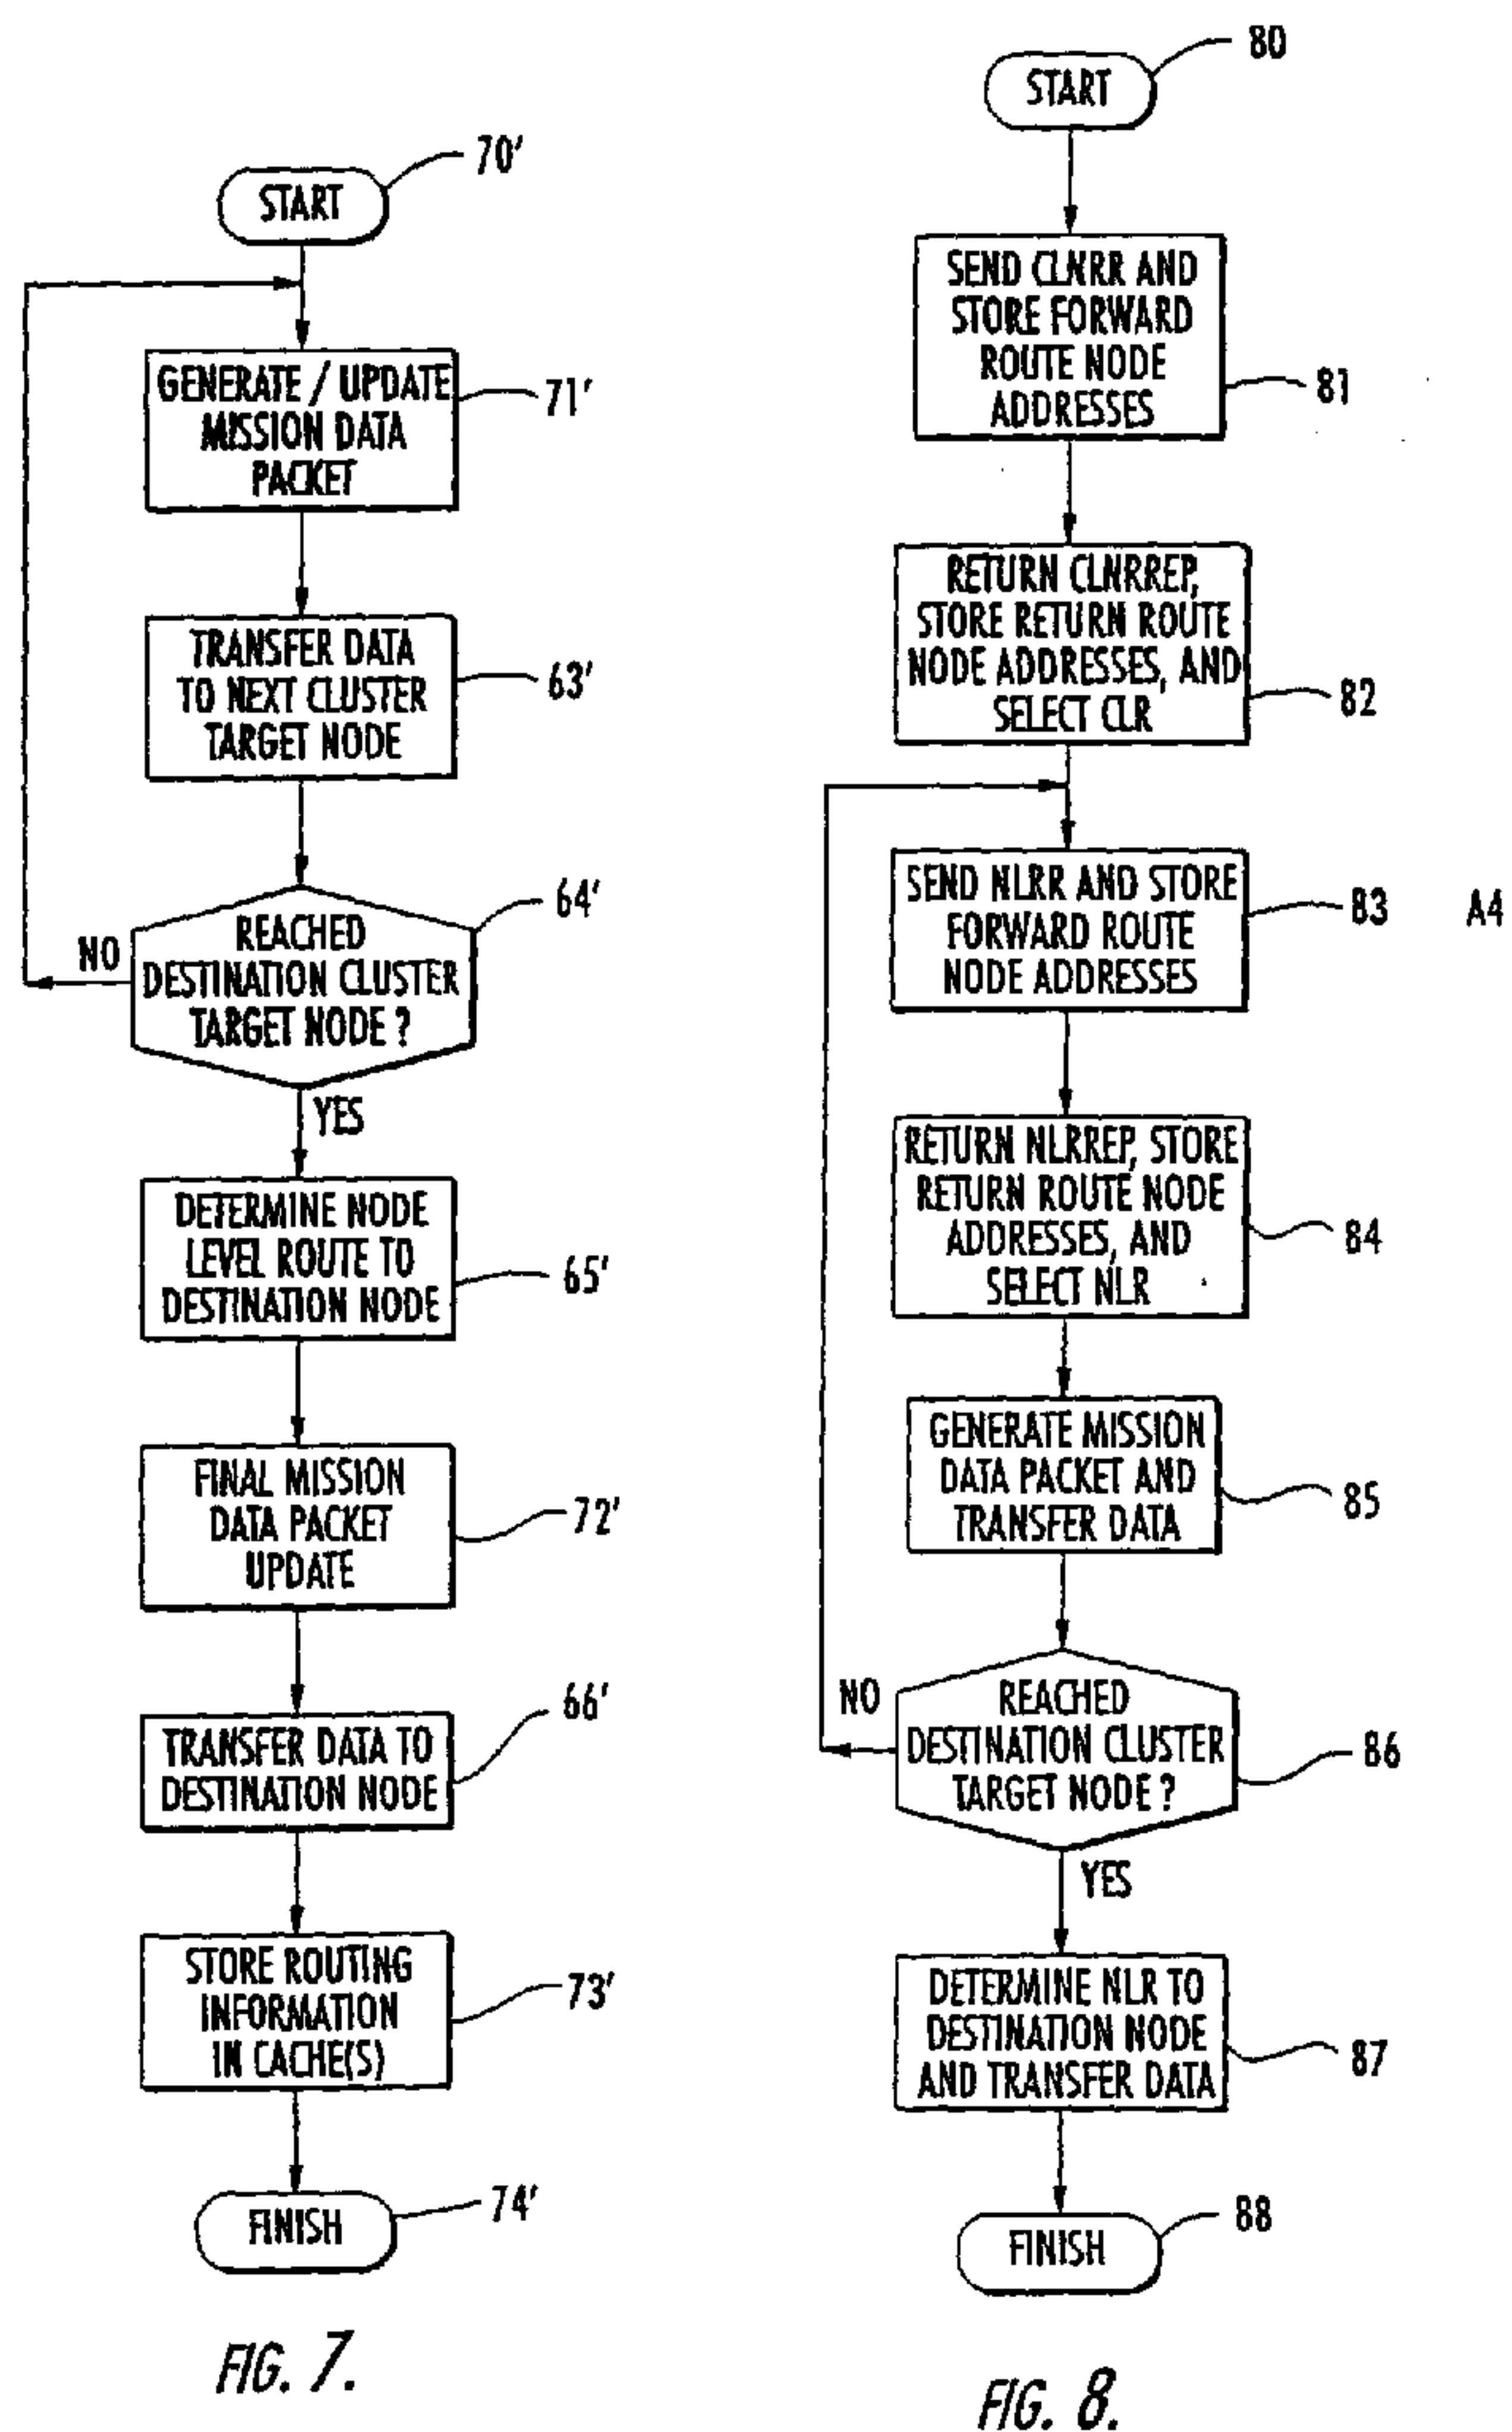 70'
START
GENERATE / UPDATE
MISSION DATA
PACKET
71'
TRANSFER DATA
TO NEXT CLUSTER
TARGET NODE
63'
REACHED
DESTINATION CLUSTER
TARGET NODE ?
64'
NO
YES
DETERMINE NODE
LEVEL ROUTE TO
DESTINATION NODE
65'
FINAL MISSION
DATA PACKET
UPDATE
72'
TRANSFER DATA TO
DESTINATION NODE
66'
STORE ROUTING
INFORMATION
IN CACHE(S)
73'
FINISH
74'
FIG. 7.
80
START
SEND CLNRR AND
STORE FORWARD
ROUTE NODE
ADDRESSES
81
RETURN CLNRREP,
STORE RETURN ROUTE
NODE ADDRESSES, AND
SELECT CLR
82
SEND NLRR AND STORE
FORWARD ROUTE
NODE ADDRESSES
83
A4
RETURN NLRREP, STORE
RETURN ROUTE NODE
ADDRESSES, AND
SELECT NLR
84
GENERATE MISSION
DATA PACKET AND
TRANSFER DATA
85
REACHED
DESTINATION CLUSTER
TARGET NODE ?
86
NO
YES
DETERMINE NLR TO
DESTINATION NODE
AND TRANSFER DATA
87
FINISH
88
FIG. 8.